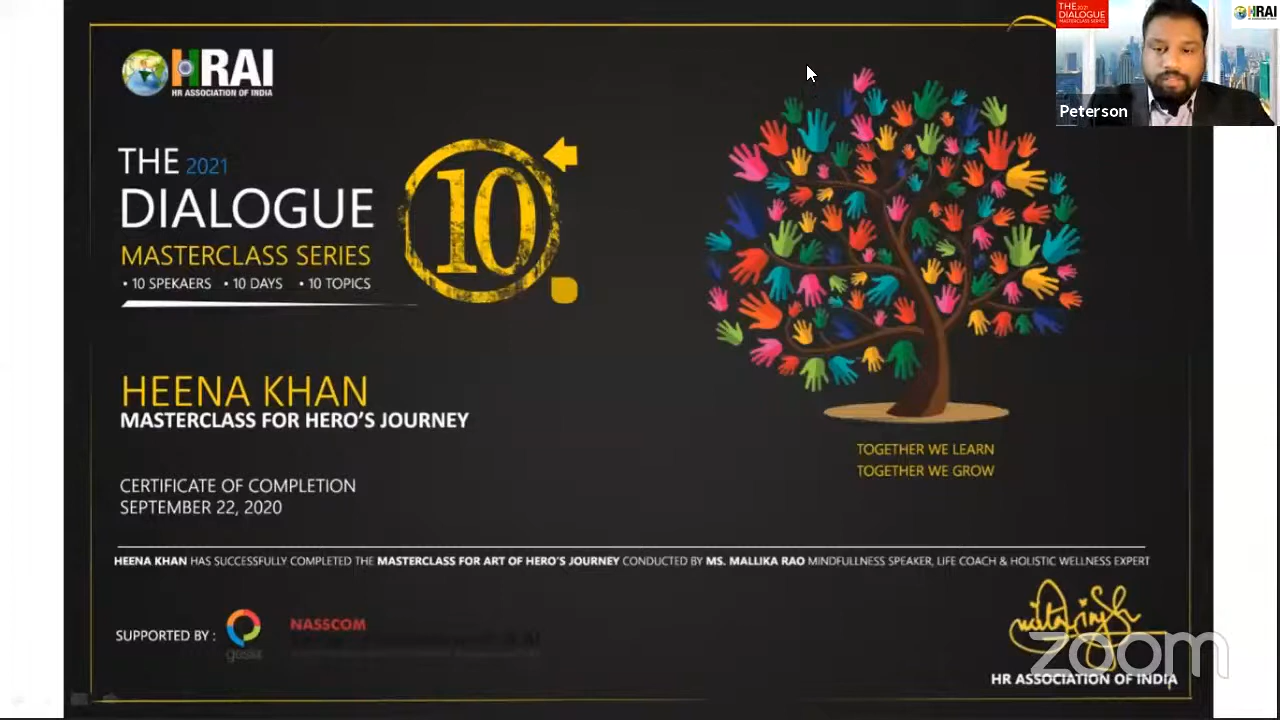 HRAI
HR ASSOCIATION OF INDIA
THE 2021
DIALOGUE
MASTERCLASS SERIES
• 10 SPEKAERS • 10 DAYS • 10 TOPICS
10
HEENA KHAN
MASTERCLASS FOR HERO'S JOURNEY
CERTIFICATE OF COMPLETION
SEPTEMBER 22, 2020
TOGETHER WE LEARN
TOGETHER WE GROW
HEENA KHAN HAS SUCCESSFULLY COMPLETED THE MASTERCLASS FOR ART OF HERO'S JOURNEY CONDUCTED BY MS. MALLIKA RAO MINDFULLNESS SPEAKER, LIFE COACH & HOLISTIC WELLNESS EXPERT
SUPPORTED BY :
NASSCOM
HR ASSOCIATION OF INDIA
zoom
THE 2021
DIALOGUE
MASTERCLASS SERIES
HRAI
Peterson